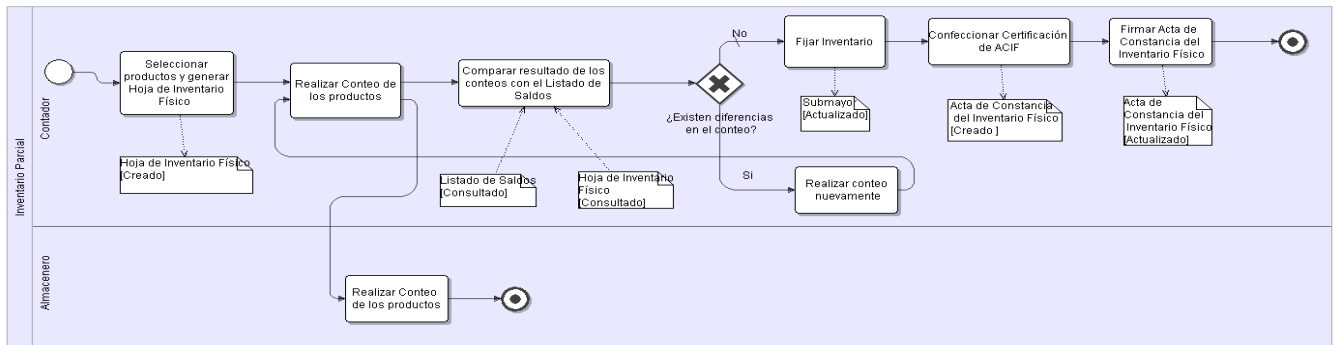 Inventario Parcial
Contador
Seleccionar
productos y generar
Hoja de Inventario
Físico
Hoja de Inventario Físico
[Creado]
Realizar Conteo de
los productos
Comparar resultado de los
conteos con el Listado de
Saldos
Listado de Saldos
[Consultado]
Hoja de Inventario
Físico
[Consultado]
¿Existen diferencias
en el conteo?
No
Si
Fijar Inventario
Submayor
[Actualizado]
Realizar conteo
nuevamente
Confeccionar Certificación
de ACIF
Acta de Constancia
del Inventario Físico
[Creado ]
Firmar Acta de
Constancia del
Inventario Físico
Acta de
Constancia del
Inventario Físico
[Actualizado]
Almacenero
Realizar Conteo
de los productos